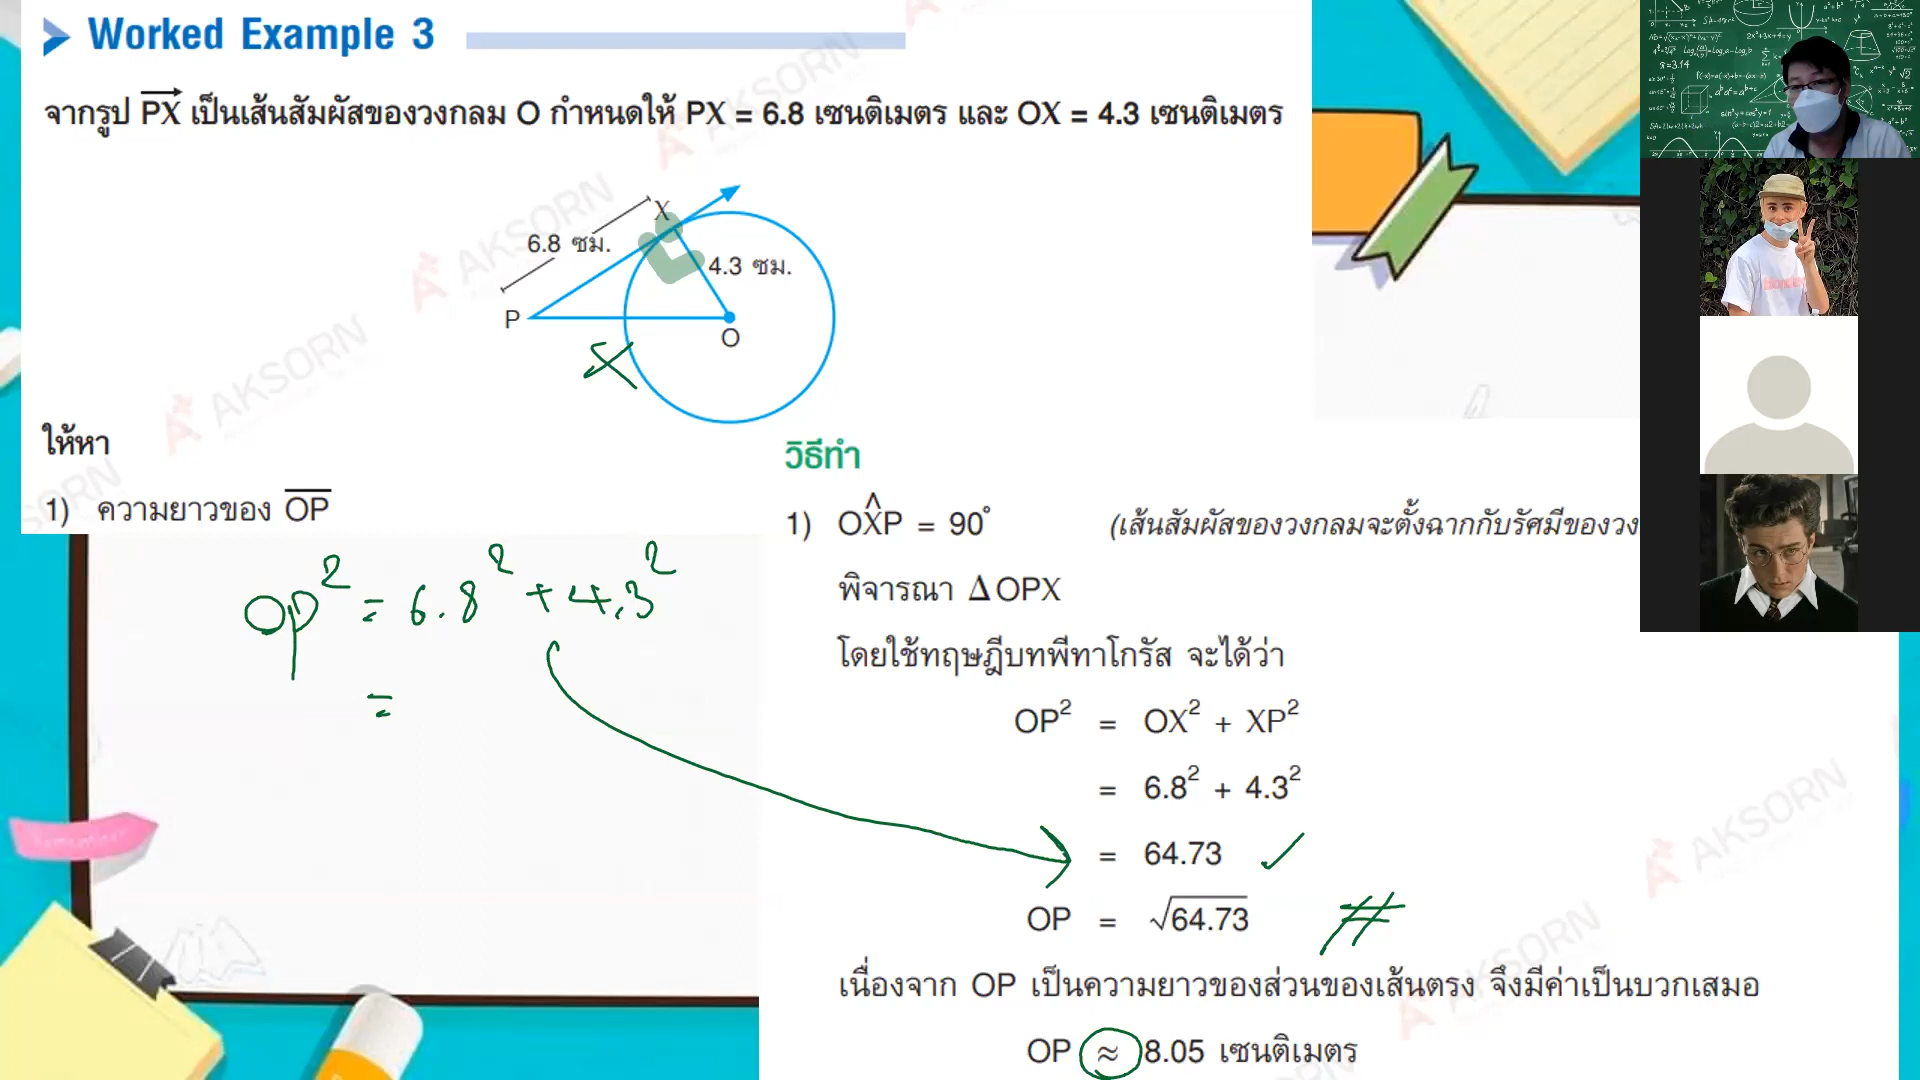 Worked Example 3
จากรูป PX เป็นเส้นสัมผัสของวงกลม O กำหนดให้ PX = 6.8 เซนติเมตร และ OX = 4.3 เซนติเมตร
X
6.8 ซม.
4.3 ซม.
P
O
x
ให้หา
1) ความยาวของ OP
OP² = 6.8² + 4.3²
=
วิธีทำ
1) OX̂P = 90° (เส้นสัมผัสของวงกลมจะตั้งฉากกับรัศมีของวง
พิจารณา Δ OPX
โดยใช้ทฤษฎีบทพีทาโกรัส จะได้ว่า
OP² = OX² + XP²
= 6.8² + 4.3²
= 64.73 ✓
OP = √64.73 #
เนื่องจาก OP เป็นความยาวของส่วนของเส้นตรง จึงมีค่าเป็นบวกเสมอ
OP ≈ 8.05 เซนติเมตร
AKSORN
AKSORN
AKSORN
AKSORN
AKSORN
AKSORN